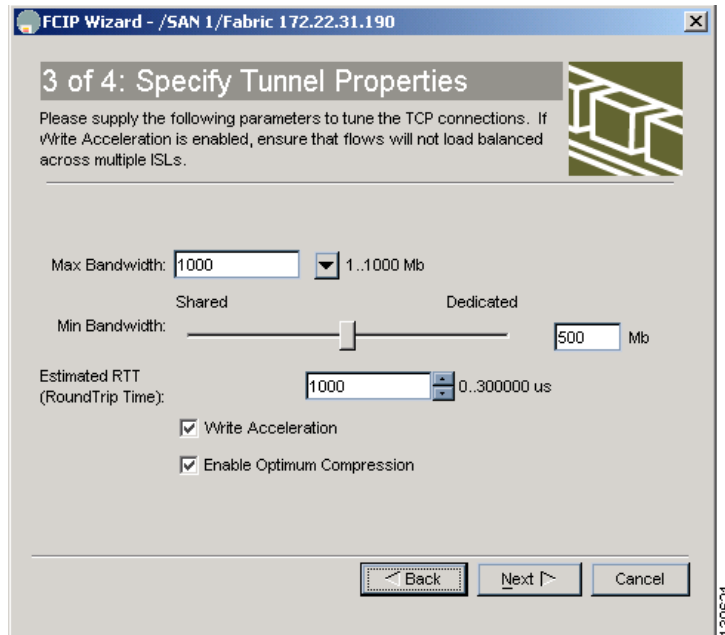 FCIP Wizard - /SAN 1/Fabric 172.22.31.190
3 of 4: Specify Tunnel Properties
Please supply the following parameters to tune the TCP connections. If
Write Acceleration is enabled, ensure that flows will not load balanced
across multiple ISLs.
Max Bandwidth: 1000 1..1000 Mb
Shared Dedicated
Min Bandwidth: 500 Mb
Estimated RTT
(RoundTrip Time): 1000 0..300000 us
Write Acceleration
Enable Optimum Compression
Back Next Cancel